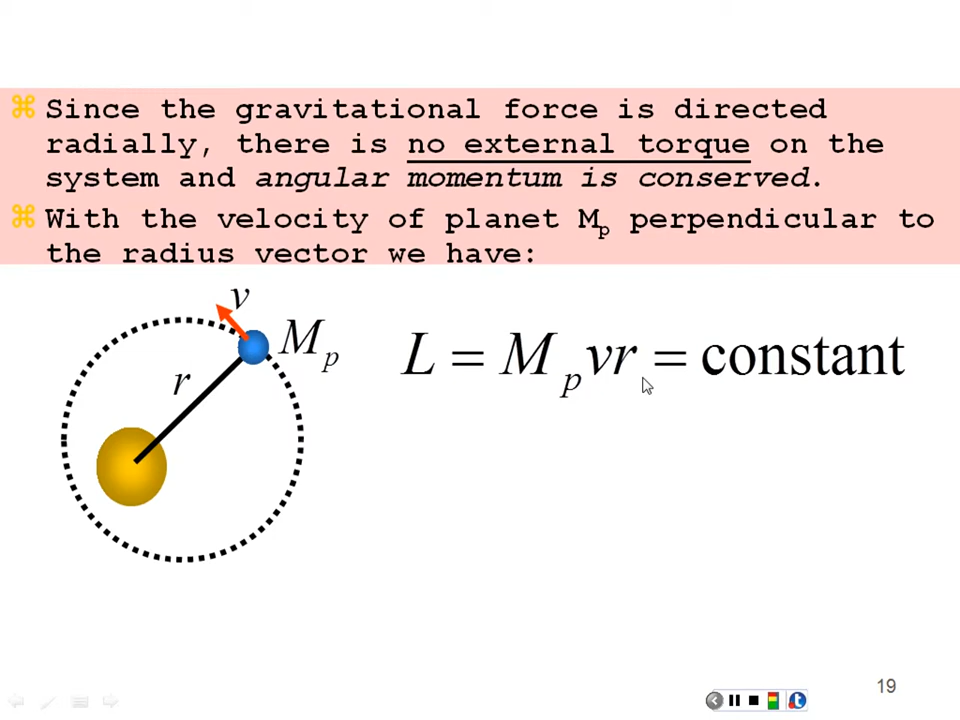 ⌘ Since the gravitational force is directed
radially, there is no external torque on the
system and angular momentum is conserved.
⌘ With the velocity of planet Mp perpendicular to
the radius vector we have:
v
Mp
r
L = Mpvr = constant
19